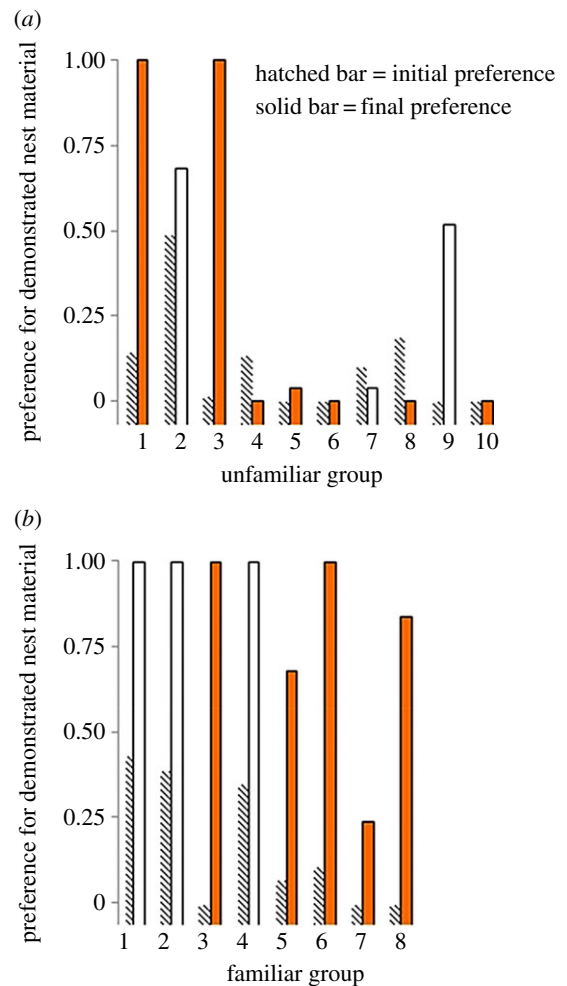 (a)
preference for demonstrated nest material
1.00
0.75
0.50
0.25
0
hatched bar = initial preference
solid bar = final preference
1 2 3 4 5 6 7 8 9 10
unfamiliar group
(b)
preference for demonstrated nest material
1.00
0.75
0.50
0.25
0
1 2 3 4 5 6 7 8
familiar group